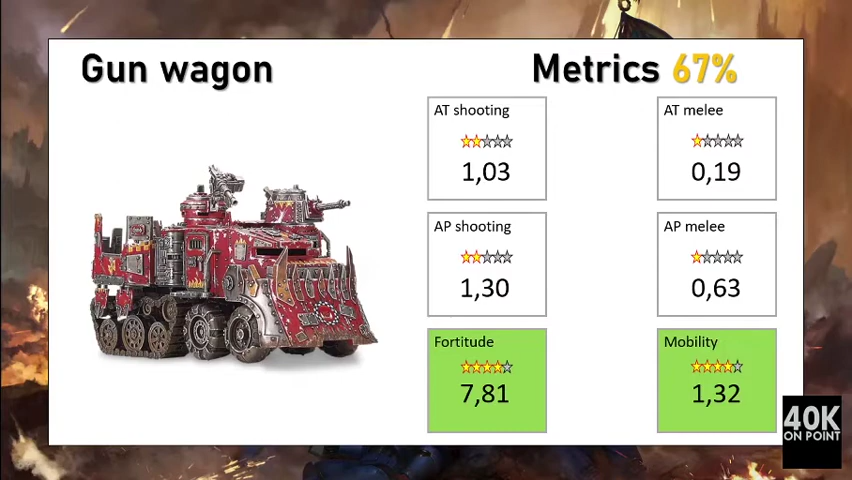 Gun wagon
Metrics 67%
AT shooting
1,03
AT melee
0,19
AP shooting
1,30
AP melee
0,63
Fortitude
7,81
Mobility
1,32
40K
ON POINT